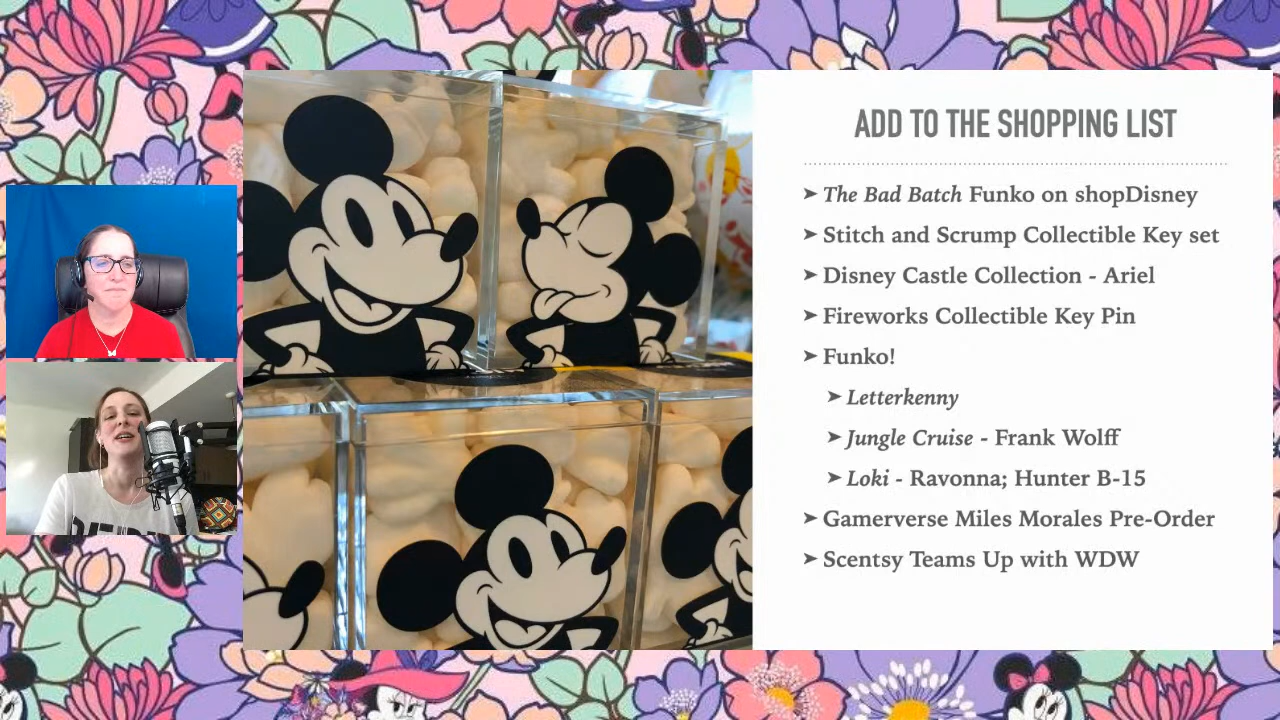 ADD TO THE SHOPPING LIST
➤ The Bad Batch Funko on shopDisney
➤ Stitch and Scrump Collectible Key set
➤ Disney Castle Collection - Ariel
➤ Fireworks Collectible Key Pin
➤ Funko!
➤ Letterkenny
➤ Jungle Cruise - Frank Wolff
➤ Loki - Ravonna; Hunter B-15
➤ Gamerverse Miles Morales Pre-Order
➤ Scentsy Teams Up with WDW